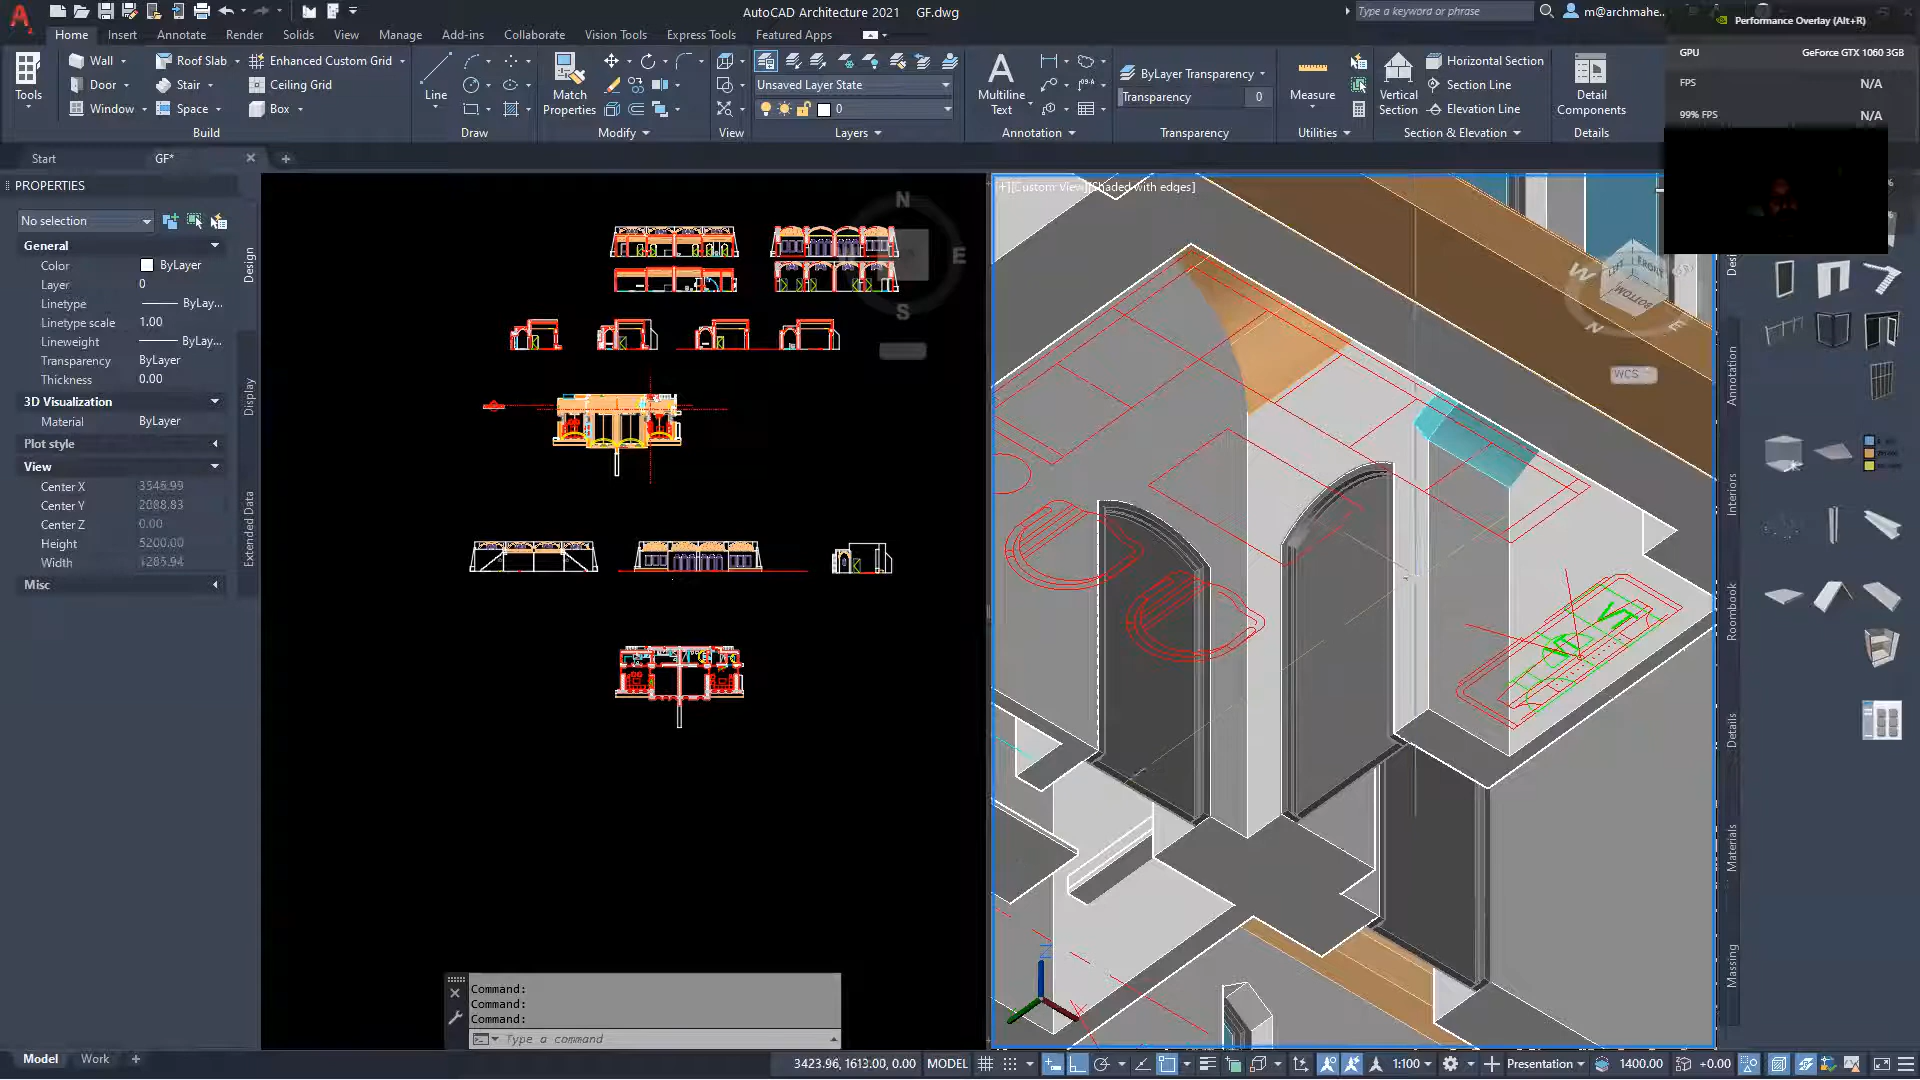 AutoCAD Architecture 2021 GF.dwg
Type a keyword or phrase
m@archmahe...
Performance Overlay (Alt+R)
Home Insert Annotate Render Solids View Manage Add-ins Collaborate Vision Tools Express Tools Featured Apps
GPU GeForce GTX 1060 3GB
FPS N/A
99% FPS N/A
Tools
Wall Roof Slab Enhanced Custom Grid
Door Stair Ceiling Grid
Window Space Box
Build
Line
Draw
Match Properties
Modify
View
Unsaved Layer State
0
Layers
Multiline Text
Annotation
ByLayer Transparency
Transparency 0
Transparency
Measure
Utilities
Vertical Section
Horizontal Section
Section Line
Elevation Line
Section & Elevation
Detail Components
Details
Start GF*
PROPERTIES
No selection
General
Color ByLayer
Layer 0
Linetype ByLay...
Linetype scale 1.00
Lineweight ByLay...
Transparency ByLayer
Thickness 0.00
3D Visualization
Material ByLayer
Plot style
View
Center X 3546.99
Center Y 2088.83
Center Z 0.00
Height 5200.00
Width
Misc
Design
Display
Extended Data
N
E
S
[+][Custom View][Shaded with edges]
LEFT FRONT
BOTTOM
W
N
E
WCS
Annotation
Interiors
Roombook
Details
Materials
Massing
Command:
Command:
Command:
Type a command
Model Work
3423.96, 1613.00, 0.00 MODEL
1:100
Presentation
1400.00
+0.00